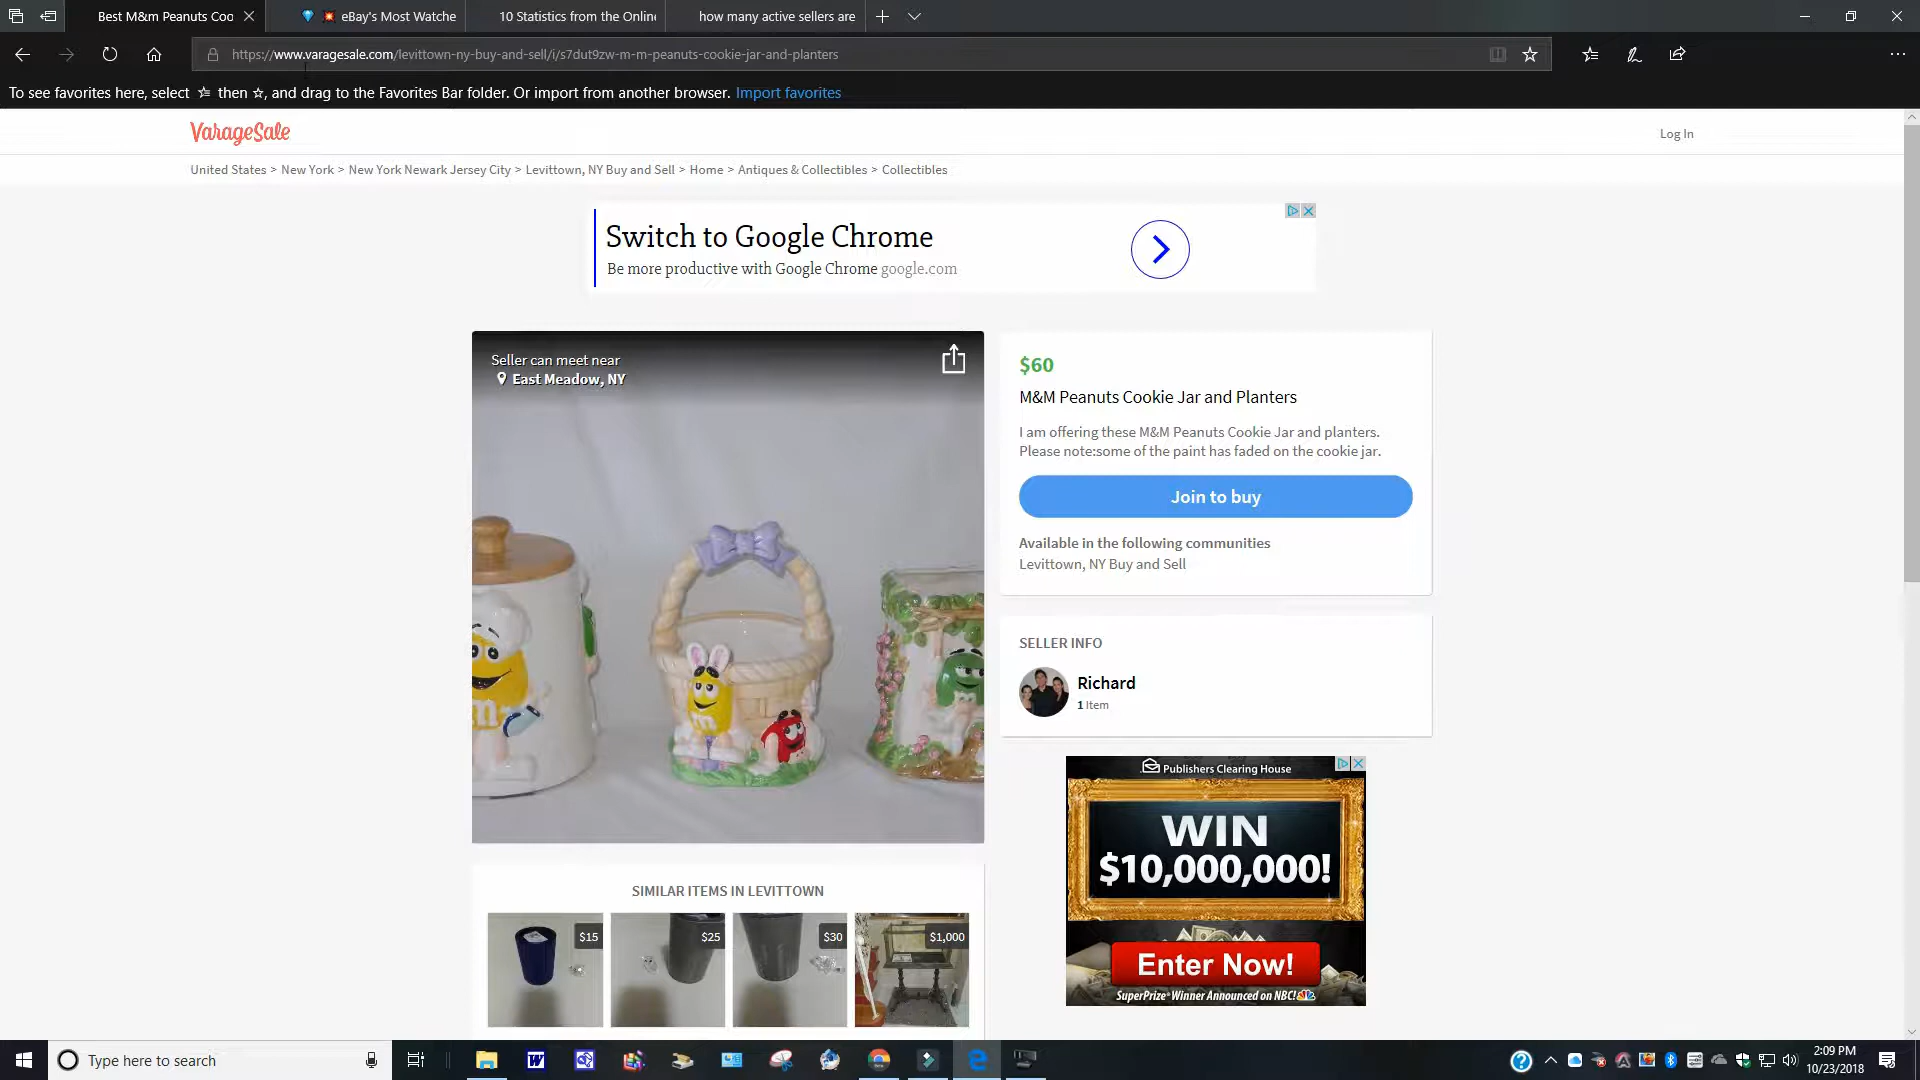 Best M&m Peanuts Coo
eBay's Most Watche
10 Statistics from the Onlin
how many active sellers are
https://www.varagesale.com/levittown-ny-buy-and-sell/i/s7dut9zw-m-m-peanuts-cookie-jar-and-planters
To see favorites here, select then ☆, and drag to the Favorites Bar folder. Or import from another browser. Import favorites
VarageSale
Log In
United States > New York > New York Newark Jersey City > Levittown, NY Buy and Sell > Home > Antiques & Collectibles > Collectibles
Switch to Google Chrome
Be more productive with Google Chrome google.com
Seller can meet near
East Meadow, NY
$60
M&M Peanuts Cookie Jar and Planters
I am offering these M&M Peanuts Cookie Jar and planters.
Please note:some of the paint has faded on the cookie jar.
Join to buy
Available in the following communities
Levittown, NY Buy and Sell
SELLER INFO
Richard
1 Item
m
m
Publishers Clearing House
WIN
$10,000,000!
Enter Now!
SuperPrize® Winner Announced on NBC!
SIMILAR ITEMS IN LEVITTOWN
$15
$25
$30
$1,000
Type here to search
2:09 PM
10/23/2018